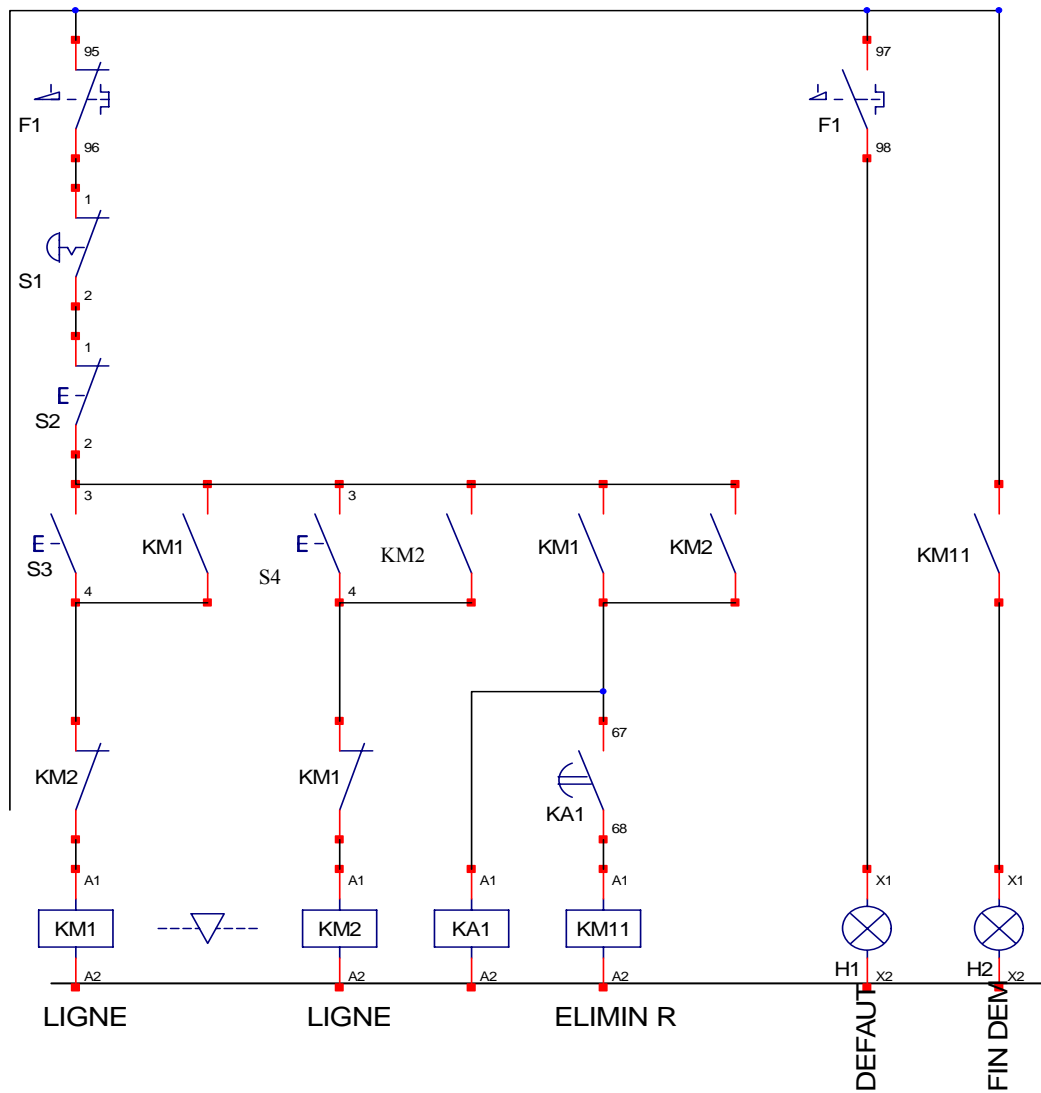 95 97
F1 F1
96 98
1
S1
2
1
S2
2
3 3
E KM1 E KM2 KM1 KM2 KM11
S3 S4
4 4
67
KM2 KM1 KA1
68
A1 A1 A1 A1 X1 X1
KM1 KM2 KA1 KM11
A2 A2 A2 A2 H1 X2 H2 X2
LIGNE LIGNE ELIMIN R
DEFAUT
FIN DEM